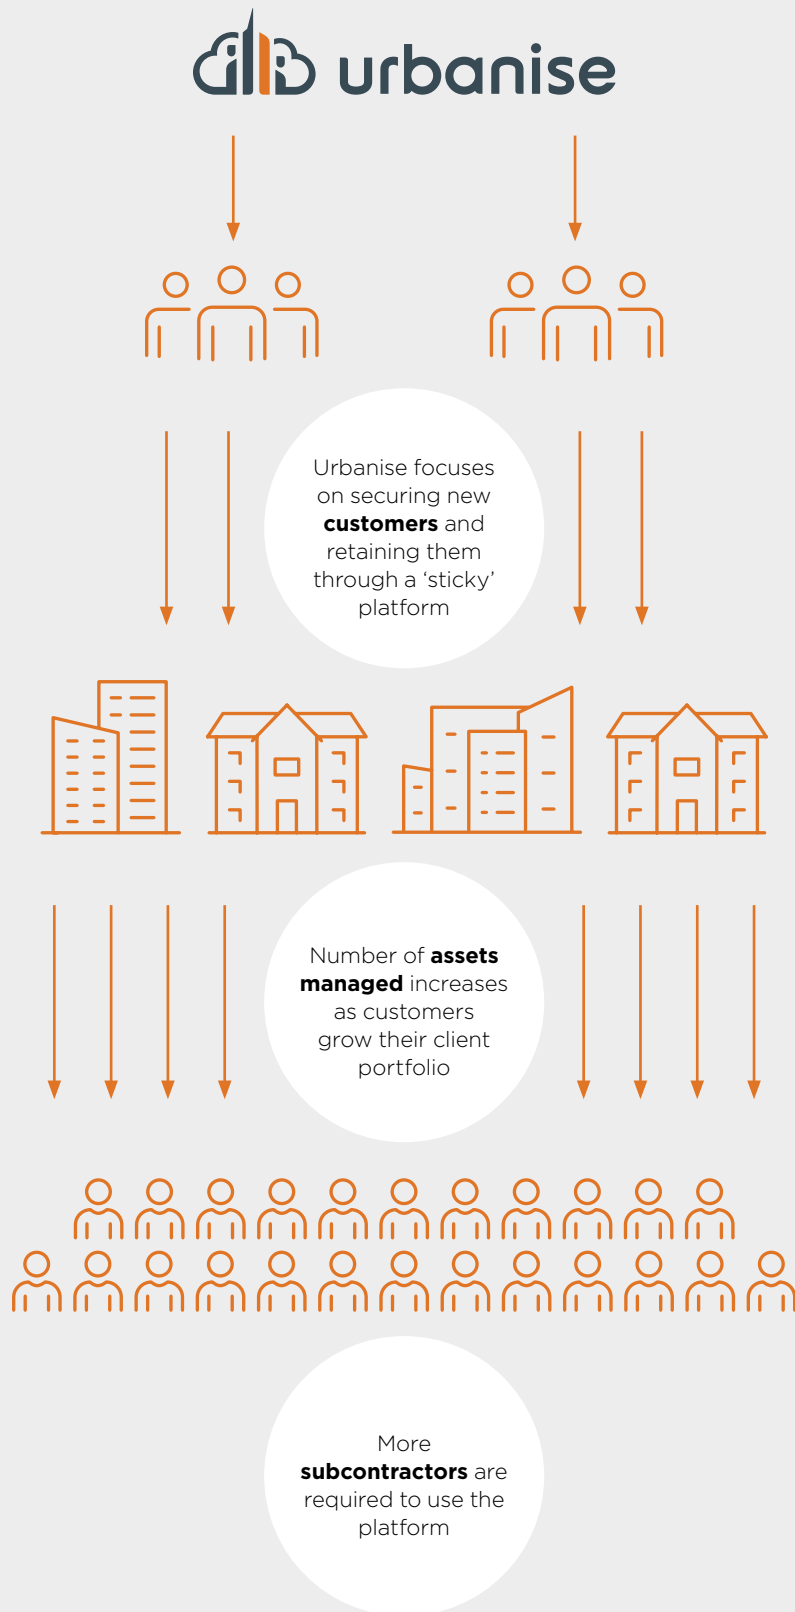 urbanise
Urbanise focuses
on securing new
customers and
retaining them
through a ‘sticky’
platform
Number of assets
managed increases
as customers
grow their client
portfolio
More
subcontractors are
required to use the
platform